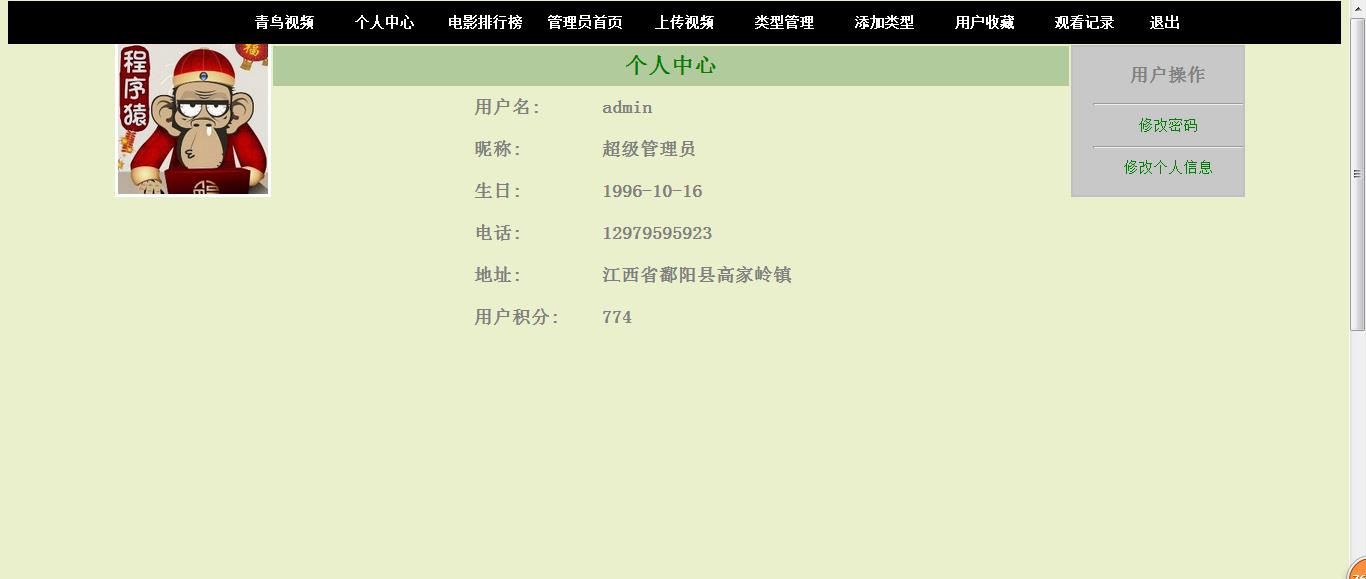 青鸟视频 个人中心 电影排行榜 管理员首页 上传视频 类型管理 添加类型 用户收藏 观看记录 退出
程序猿
福
个人中心
用户名: admin
昵称: 超级管理员
生日: 1996-10-16
电话: 12979595923
地址: 江西省鄱阳县高家岭镇
用户积分: 774
用户操作
修改密码
修改个人信息